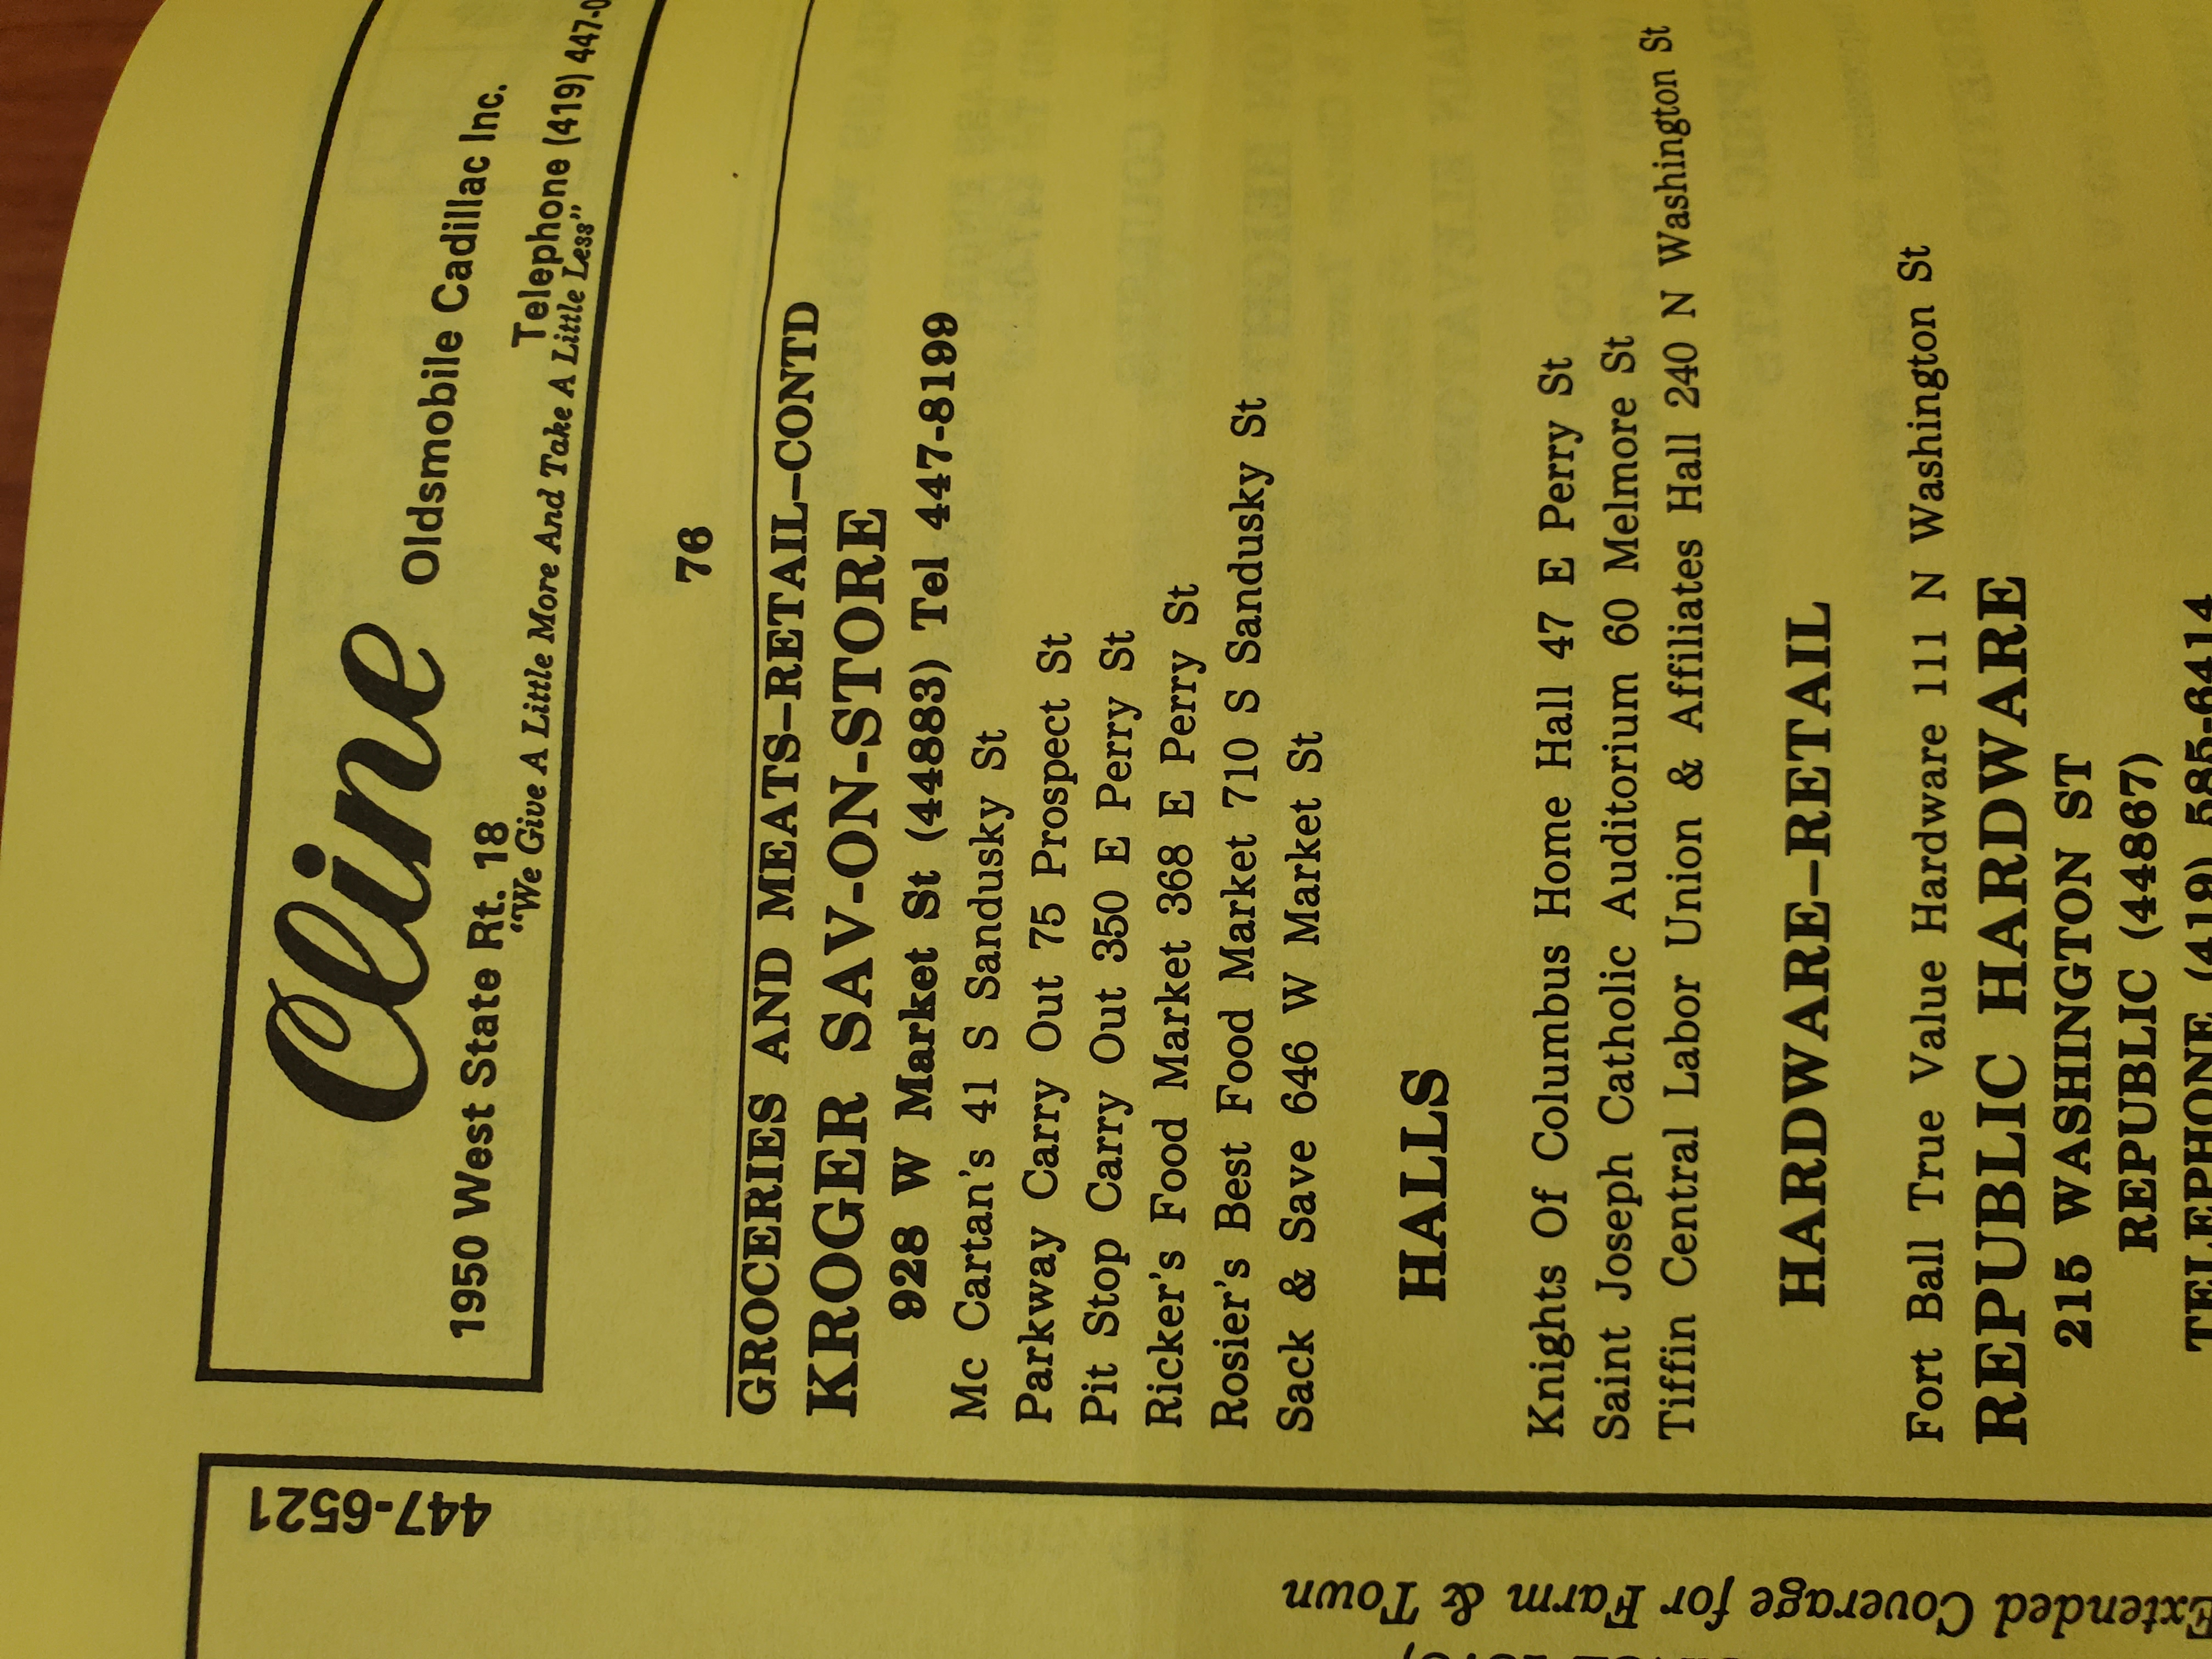 Cline Oldsmobile Cadillac Inc.
1950 West State Rt. 18 Telephone (419) 447-0
"We Give A Little More And Take A Little Less"
76
GROCERIES AND MEATS–RETAIL–CONTD
KROGER SAV-ON-STORE
928 W Market St (44883) Tel 447-8199
Mc Cartan's 41 S Sandusky St
Parkway Carry Out 75 Prospect St
Pit Stop Carry Out 350 E Perry St
Ricker's Food Market 368 E Perry St
Rosier's Best Food Market 710 S Sandusky St
Sack & Save 646 W Market St
HALLS
Knights Of Columbus Home Hall 47 E Perry St
Saint Joseph Catholic Auditorium 60 Melmore St
Tiffin Central Labor Union & Affiliates Hall 240 N Washington St
HARDWARE–RETAIL
Fort Ball True Value Hardware 111 N Washington St
REPUBLIC HARDWARE
215 WASHINGTON ST
REPUBLIC (44867)
TELEPHONE (419) 585-6414
447-6521
Extended Coverage for Farm & Town